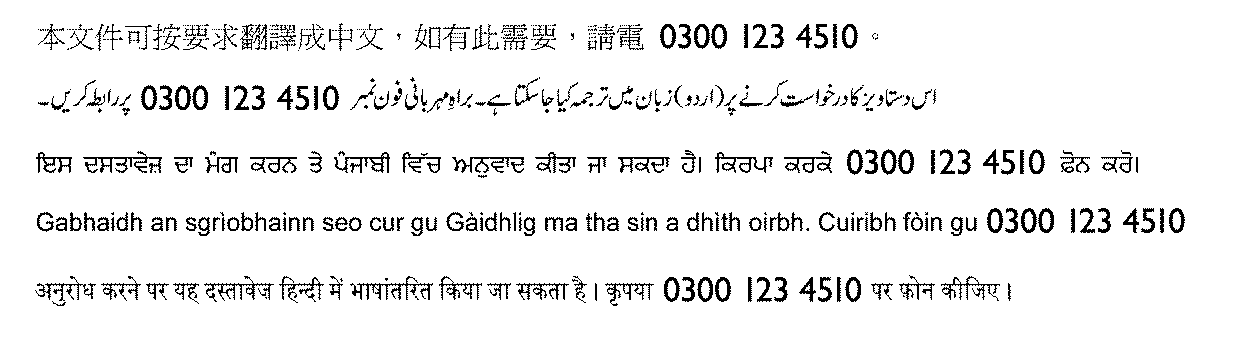 本文件可按要求翻譯成中文，如有此需要，請電 0300 123 4510 。
اس دستاویز کا درخواست کرنے پر (اردو) زبان میں ترجمہ کیا جا سکتا ہے۔ براہِ مہربانی فون نمبر 0300 123 4510 پر رابطہ کریں۔
ਇਸ ਦਸਤਾਵੇਜ਼ ਦਾ ਮੰਗ ਕਰਨ ਤੇ ਪੰਜਾਬੀ ਵਿੱਚ ਅਨੁਵਾਦ ਕੀਤਾ ਜਾ ਸਕਦਾ ਹੈ। ਕਿਰਪਾ ਕਰਕੇ 0300 123 4510 ਫ਼ੋਨ ਕਰੋ।
Gabhaidh an sgrìobhainn seo cur gu Gàidhlig ma tha sin a dhìth oirbh. Cuiribh fòin gu 0300 123 4510
अनुरोध करने पर यह दस्तावेज हिन्दी में भाषांतरित किया जा सकता है। कृपया 0300 123 4510 पर फोन कीजिए।